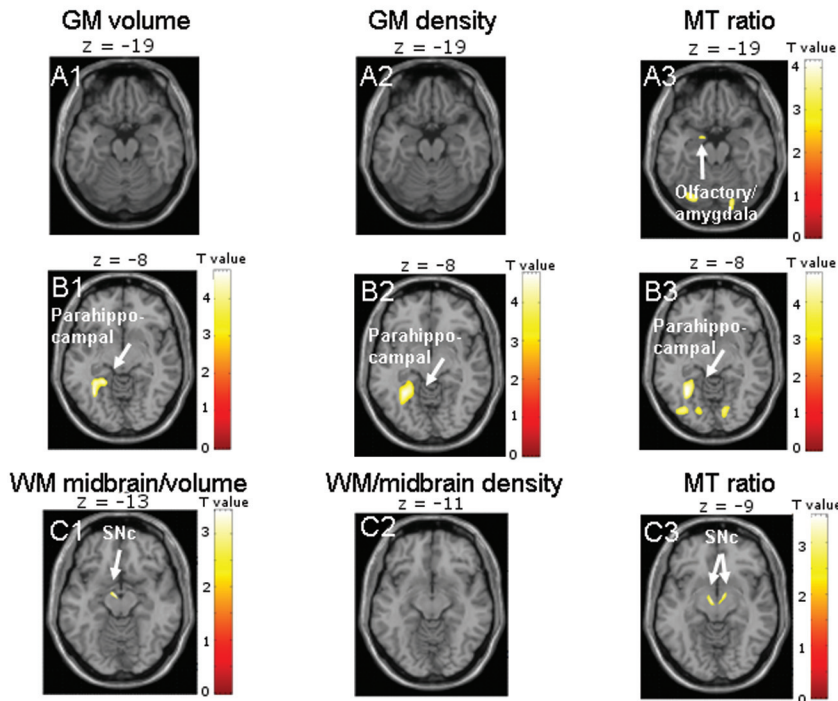 GM volume
GM density
MT ratio
z = -19
z = -19
z = -19
T value
A1
A2
A3
4
3
2
1
0
Olfactory/
amygdala
z = -8
T value
z = -8
T value
z = -8
T value
B1
B2
B3
Parahippo-
campal
Parahippo-
campal
Parahippo-
campal
4
3
2
1
0
4
3
2
1
0
4
3
2
1
0
WM midbrain/volume
WM/midbrain density
MT ratio
z = -13
T value
z = -11
z = -9
T value
C1
SNc
C2
C3
SNc
3
2
1
0
3
2
1
0